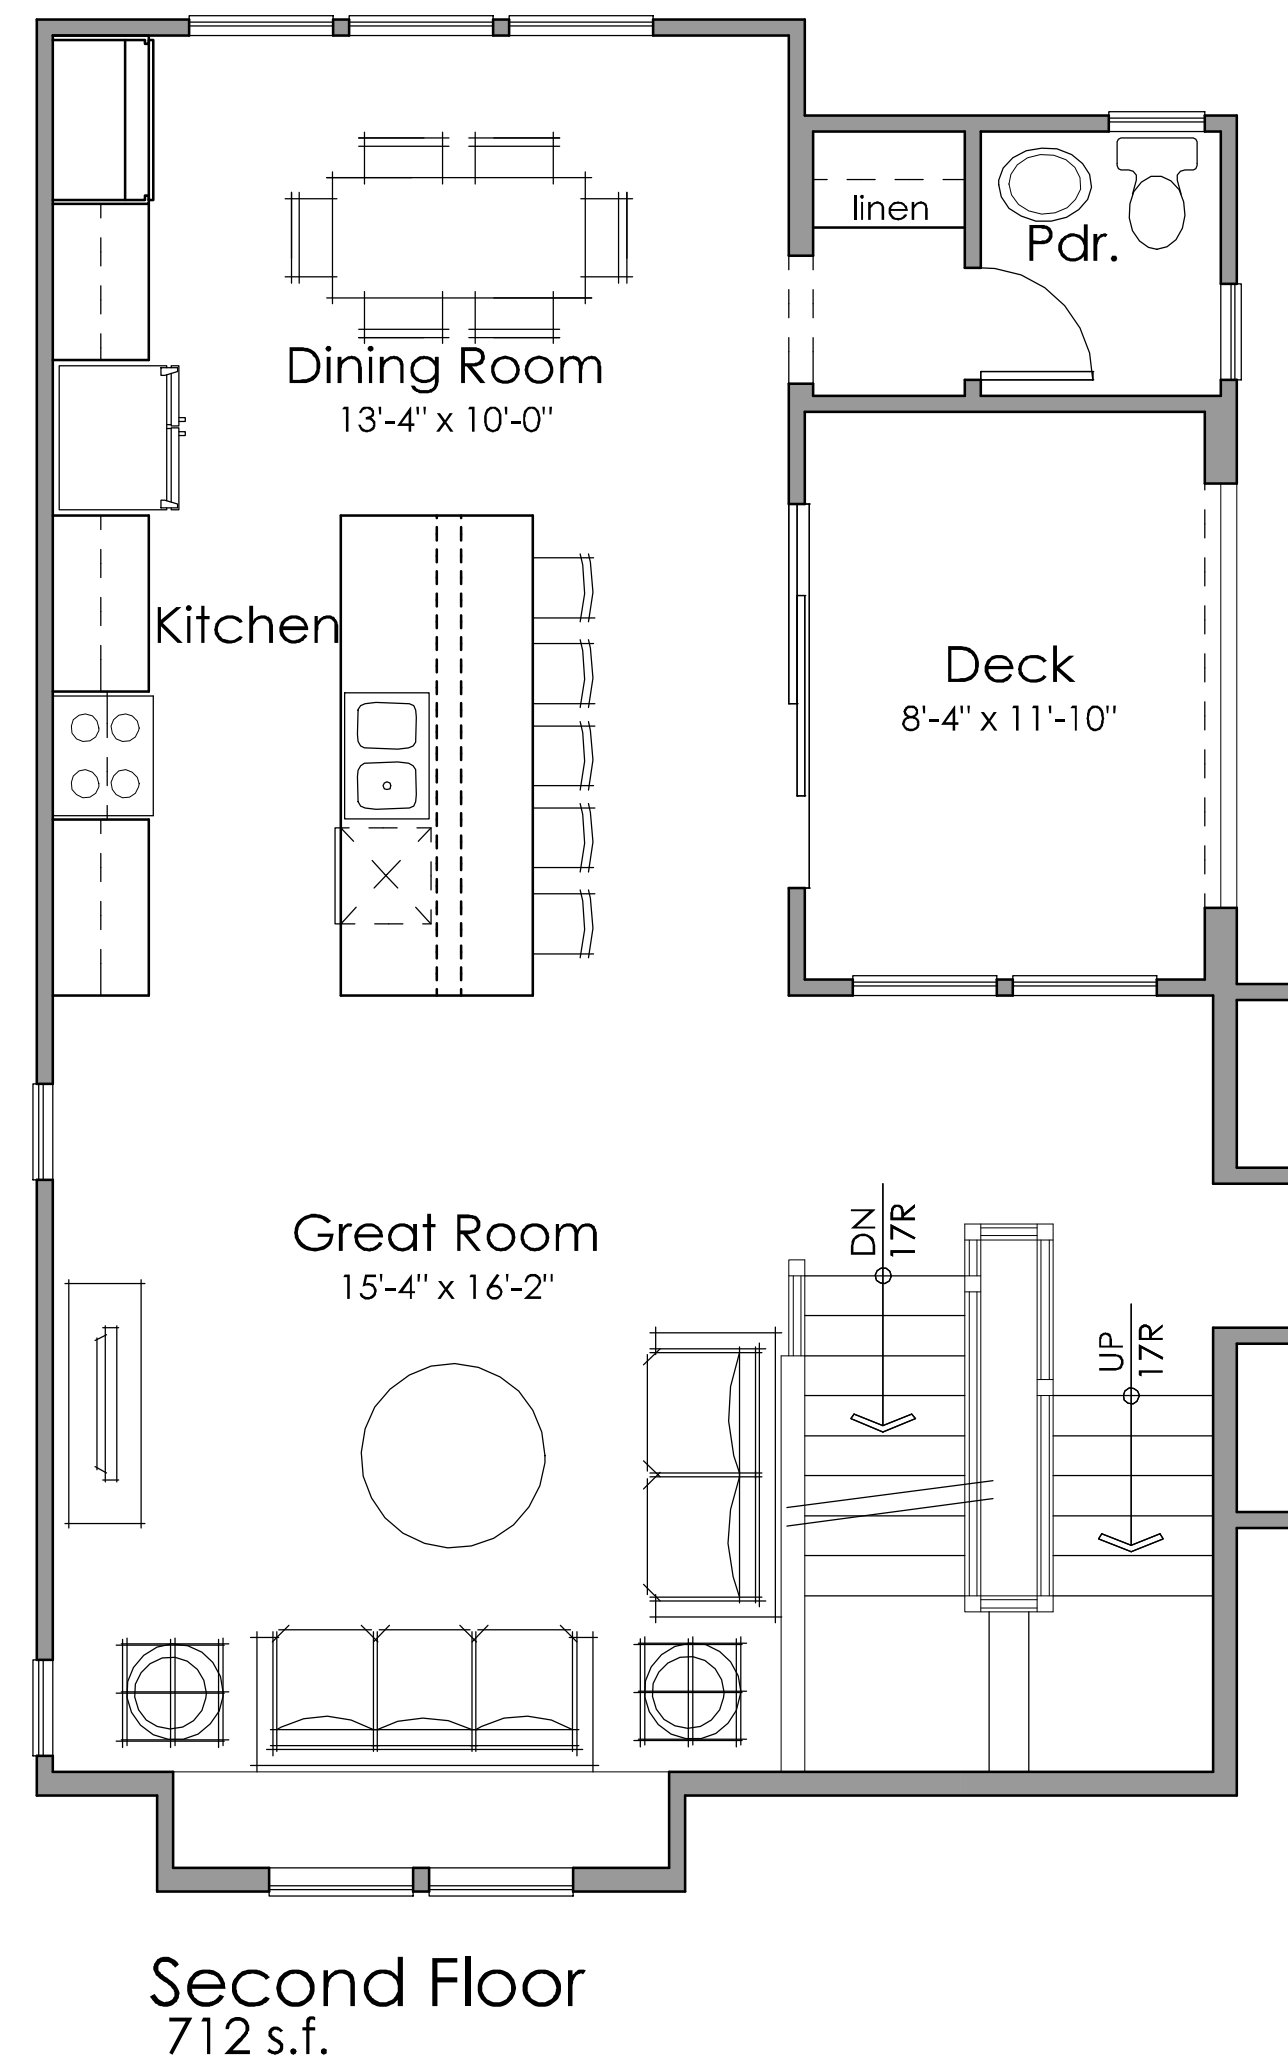 linen
Pdr.
Dining Room
13'-4" x 10'-0"
Kitchen
Deck
8'-4" x 11'-10"
Great Room
15'-4" x 16'-2"
DN
17R
UP
17R
Second Floor
712 s.f.